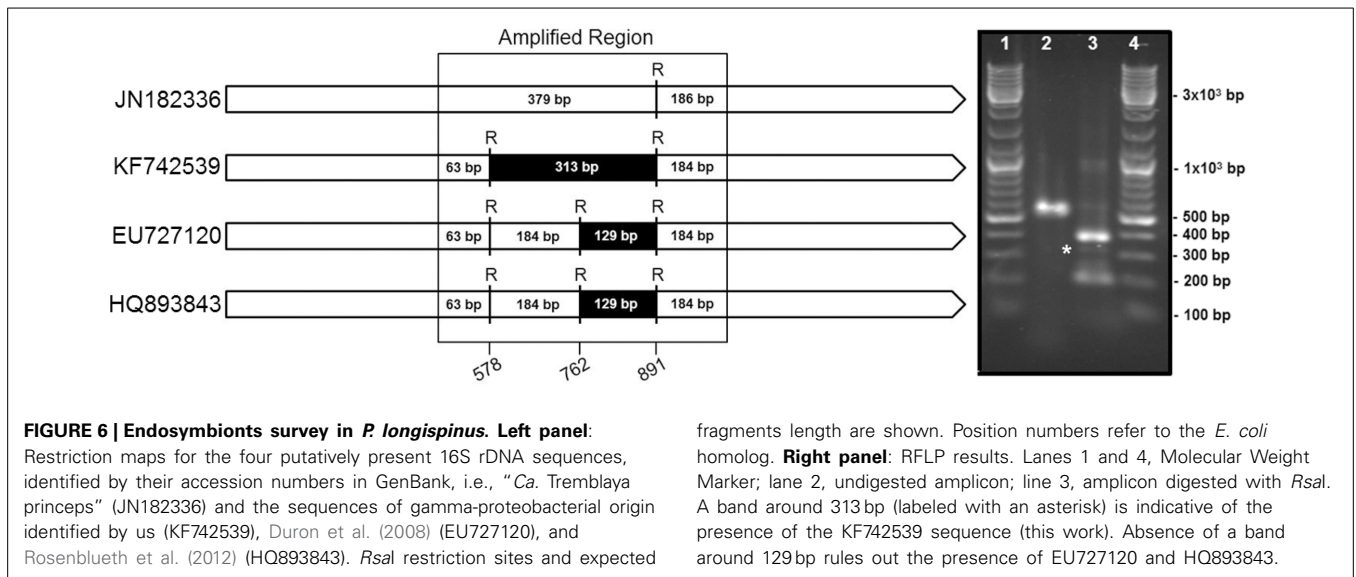 Amplified Region
R
JN182336
379 bp
186 bp
R
R
KF742539
63 bp
313 bp
184 bp
R
R
R
EU727120
63 bp
184 bp
129 bp
184 bp
R
R
R
HQ893843
63 bp
184 bp
129 bp
184 bp
578
762
891
1 2 3 4
- 3x10³ bp
- 1x10³ bp
- 500 bp
- 400 bp
*
- 300 bp
- 200 bp
- 100 bp
FIGURE 6 | Endosymbionts survey in P. longispinus. Left panel:
Restriction maps for the four putatively present 16S rDNA sequences,
identified by their accession numbers in GenBank, i.e., “Ca. Tremblaya
princeps” (JN182336) and the sequences of gamma-proteobacterial origin
identified by us (KF742539), Duron et al. (2008) (EU727120), and
Rosenblueth et al. (2012) (HQ893843). RsaI restriction sites and expected
fragments length are shown. Position numbers refer to the E. coli
homolog. Right panel: RFLP results. Lanes 1 and 4, Molecular Weight
Marker; lane 2, undigested amplicon; line 3, amplicon digested with RsaI.
A band around 313 bp (labeled with an asterisk) is indicative of the
presence of the KF742539 sequence (this work). Absence of a band
around 129 bp rules out the presence of EU727120 and HQ893843.